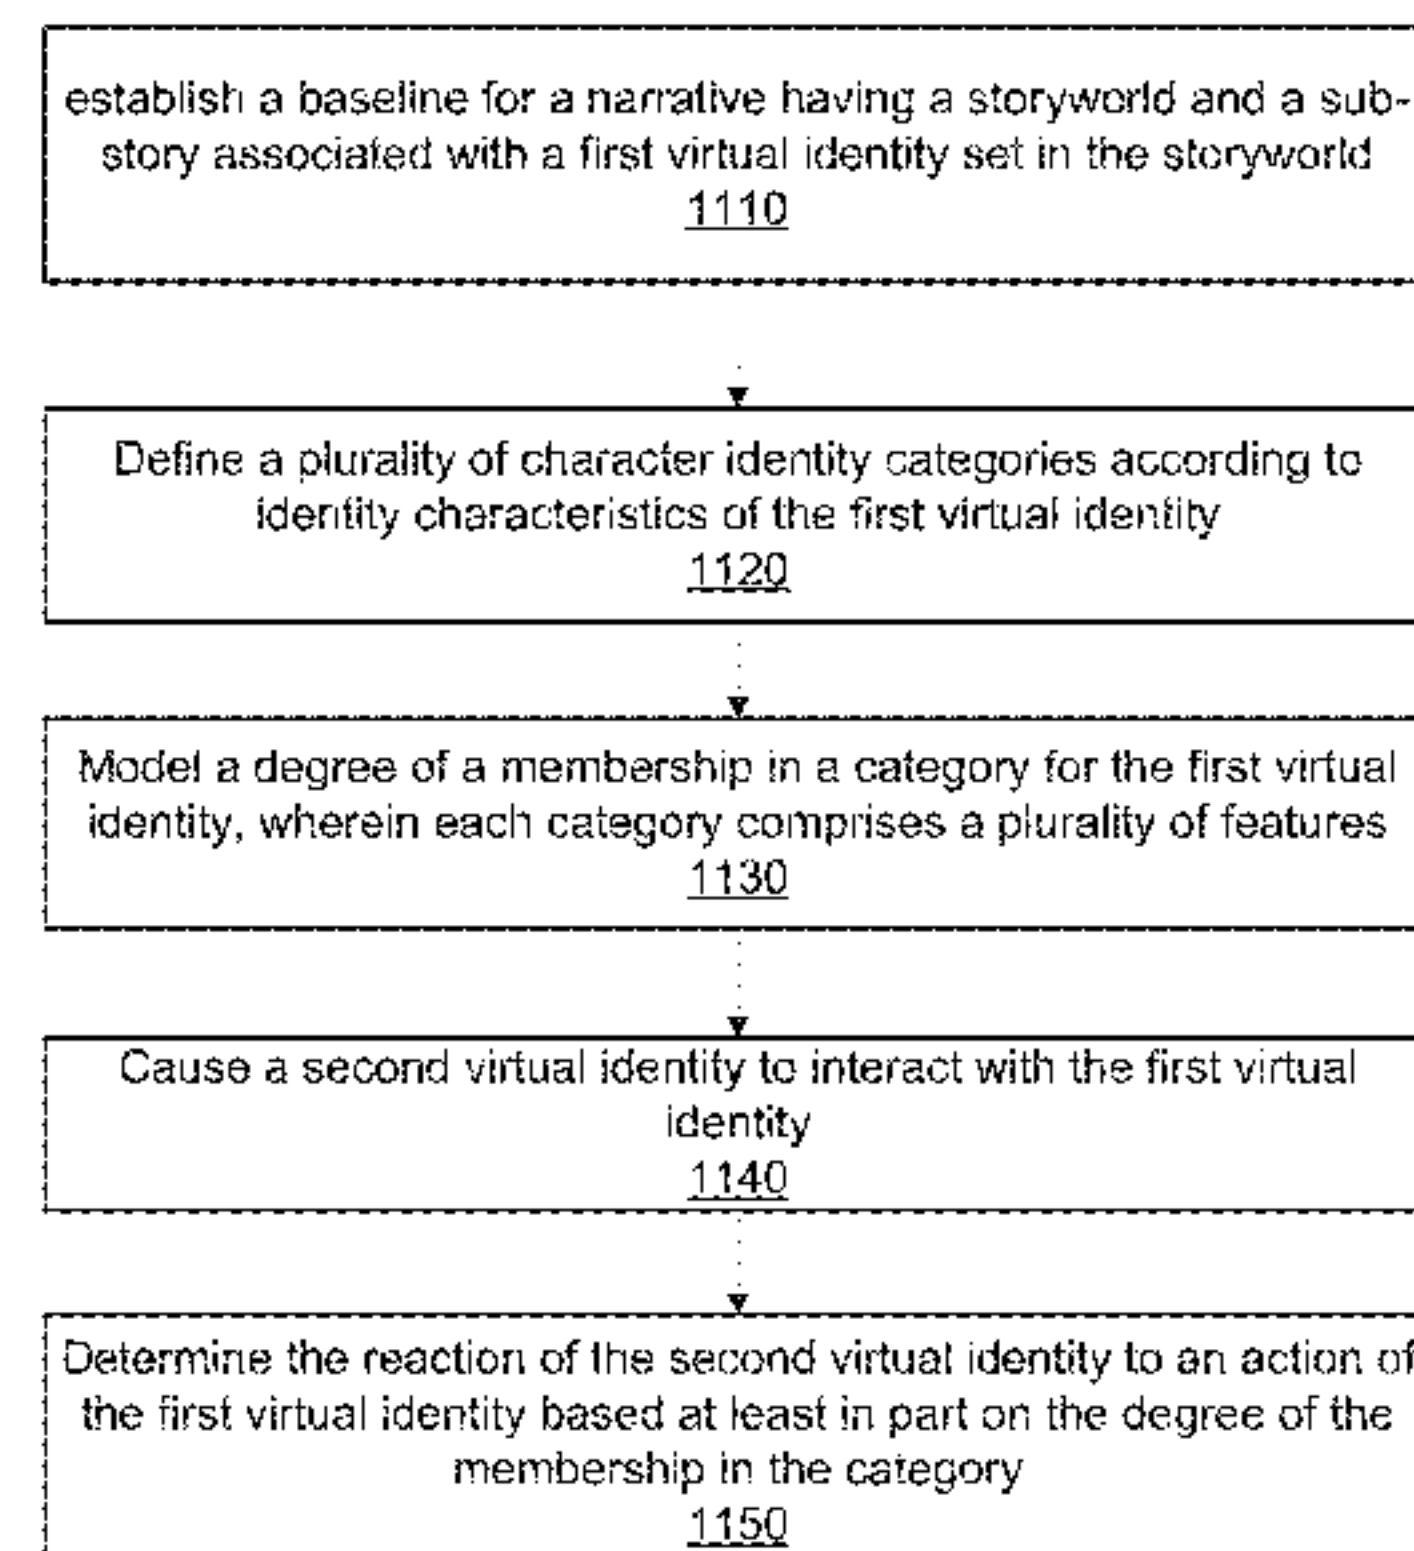 establish a baseline for a narrative having a storyworld and a sub-
story associated with a first virtual identity set in the storyworld
1110
Define a plurality of character identity categories according to
identity characteristics of the first virtual identity
1120
Model a degree of a membership in a category for the first virtual
identity, wherein each category comprises a plurality of features
1130
Cause a second virtual identity to interact with the first virtual
identity
1140
Determine the reaction of the second virtual identity to an action of
the first virtual identity based at least in part on the degree of the
membership in the category
1150